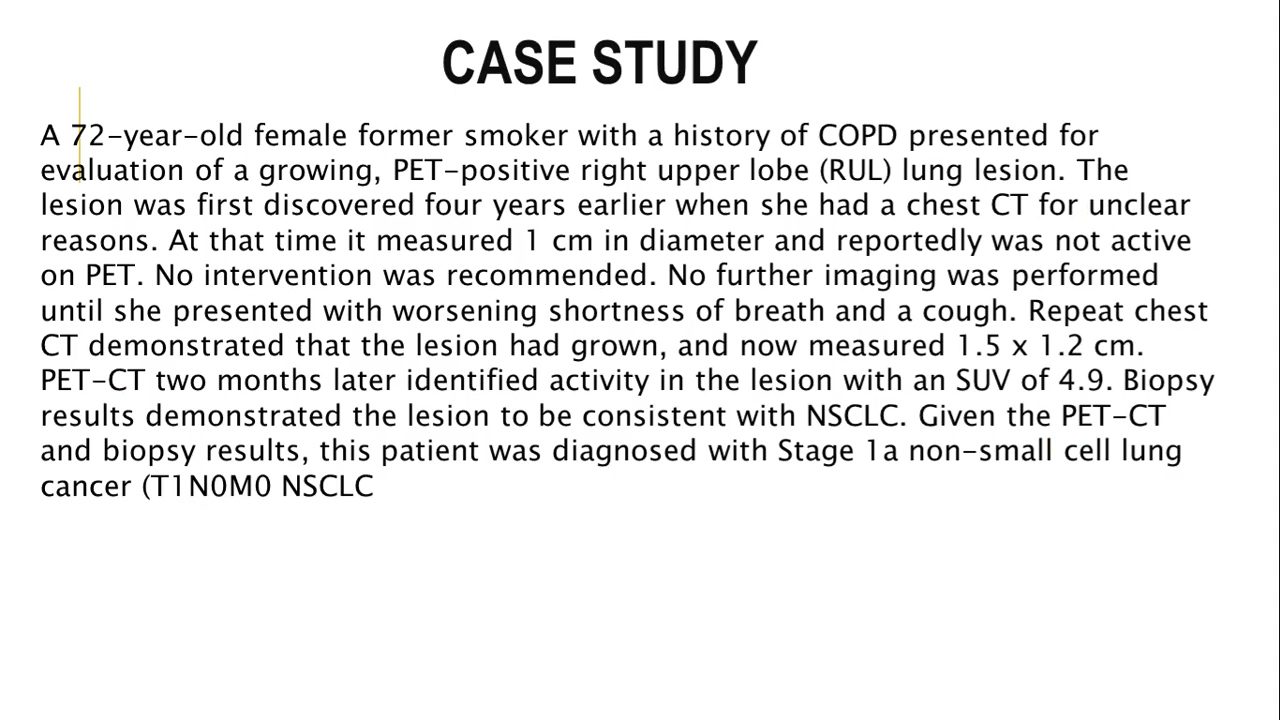 CASE STUDY
A 72-year-old female former smoker with a history of COPD presented for
evaluation of a growing, PET-positive right upper lobe (RUL) lung lesion. The
lesion was first discovered four years earlier when she had a chest CT for unclear
reasons. At that time it measured 1 cm in diameter and reportedly was not active
on PET. No intervention was recommended. No further imaging was performed
until she presented with worsening shortness of breath and a cough. Repeat chest
CT demonstrated that the lesion had grown, and now measured 1.5 x 1.2 cm.
PET-CT two months later identified activity in the lesion with an SUV of 4.9. Biopsy
results demonstrated the lesion to be consistent with NSCLC. Given the PET-CT
and biopsy results, this patient was diagnosed with Stage 1a non-small cell lung
cancer (T1N0M0 NSCLC